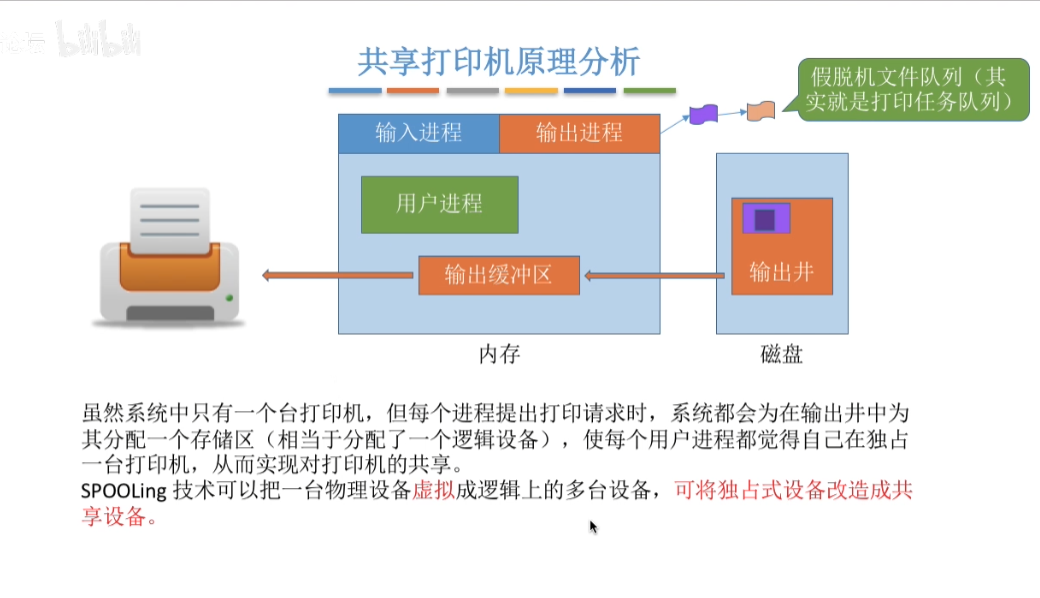 bilibili
共享打印机原理分析
假脱机文件队列（其
实就是打印任务队列）
输入进程
输出进程
用户进程
输出缓冲区
输出井
内存
磁盘
虽然系统中只有一个台打印机，但每个进程提出打印请求时，系统都会为在输出井中为
其分配一个存储区（相当于分配了一个逻辑设备），使每个用户进程都觉得自己在独占
一台打印机，从而实现对打印机的共享。
SPOOLing 技术可以把一台物理设备虚拟成逻辑上的多台设备，可将独占式设备改造成共
享设备。